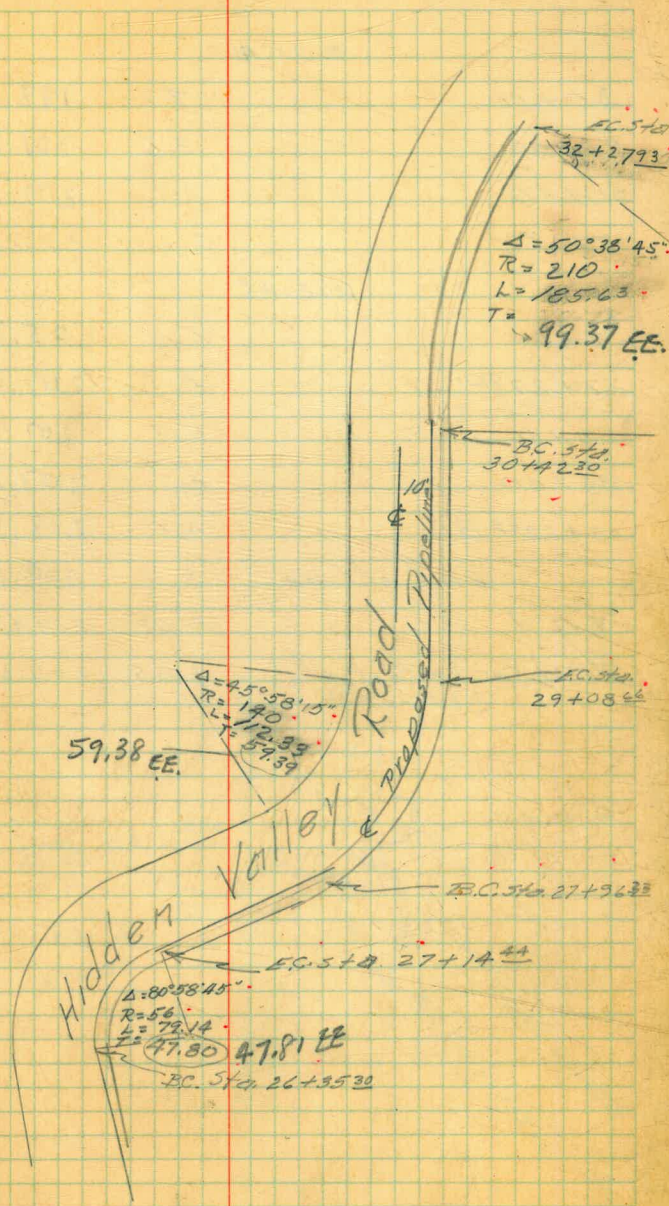 E.C. Sta
32+27 93
Δ=50°38'45"
R= 210
L= 185.63
T=
99.37 EE.
B.C. Sta.
30+42 30
10'
℄
Proposed Pipeline
Road
E.C. Sta.
29+08 66
Δ=45°58'15"
R= 140
L= 112.33
T= 59.39
59.38 EE.
℄
Valley
B.C. Sta. 27+96 33
Hidden
E.C. Sta. 27+14 44
Δ=80°58'45"
R=56
L= 79.14
T= 47.80
47.81 EE
BC. Sta. 26+35 30